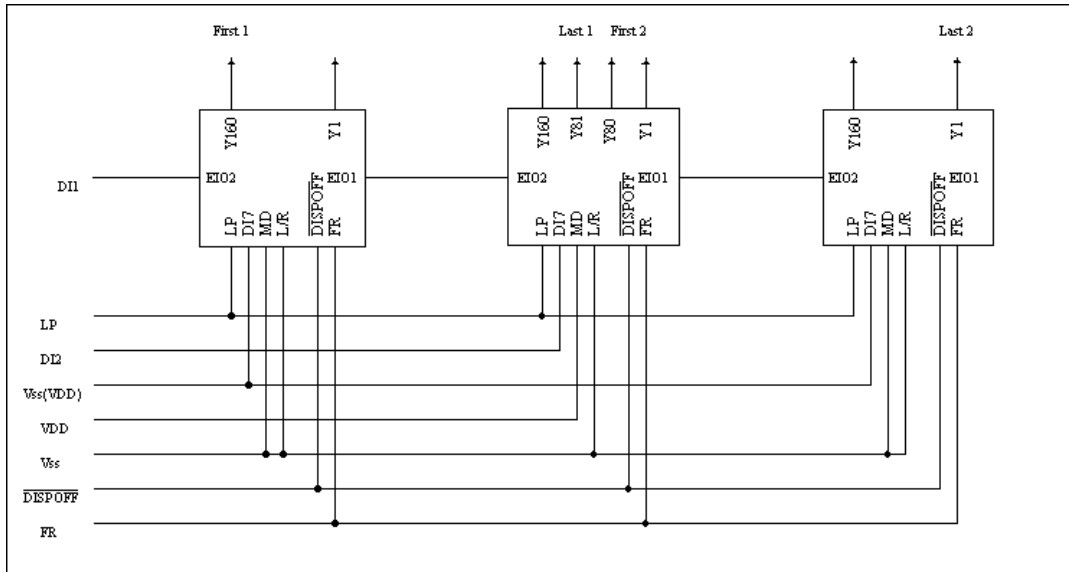 First 1 Last 1 First 2 Last 2
Y160 Y1 Y160 Y81 Y80 Y1 Y160 Y1
DI1 EIO2 EIO1 EIO2 EIO1 EIO2 EIO1
LP DI7 MD L/R DISPOFF FR LP DI7 MD L/R DISPOFF FR LP DI7 MD L/R DISPOFF FR
LP
DI2
Vss(VDD)
VDD
Vss
DISPOFF
FR